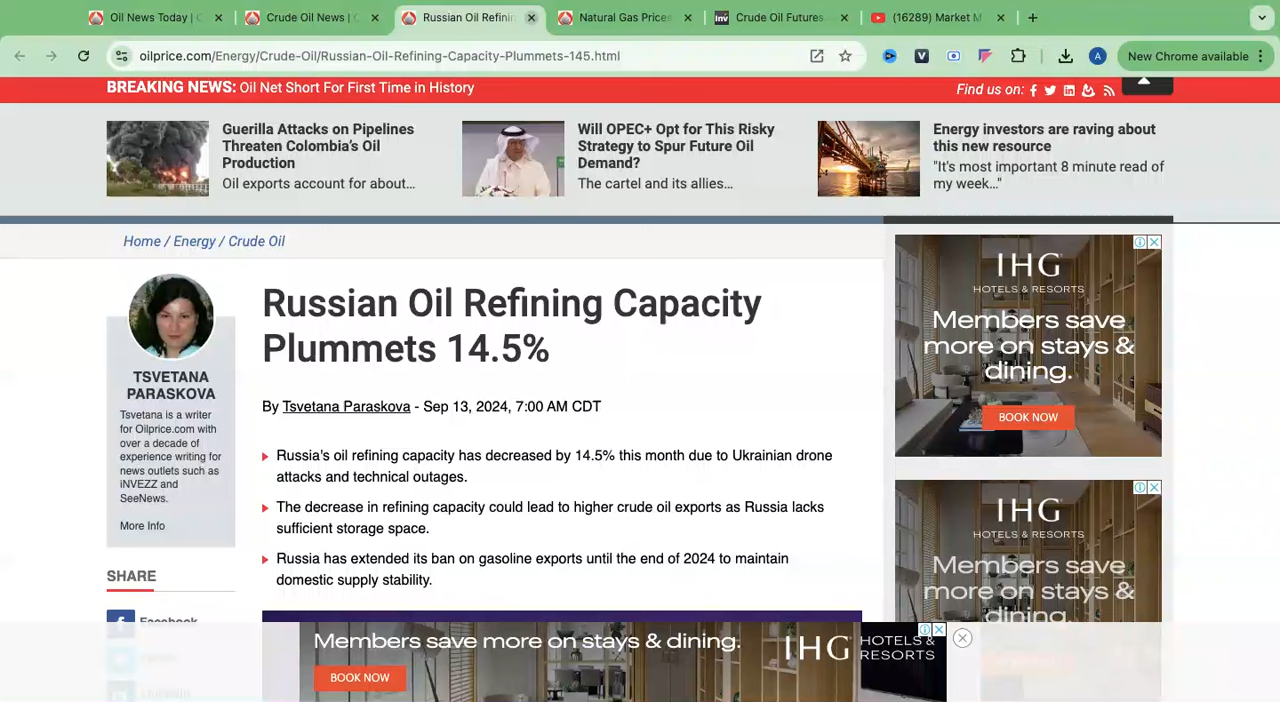 Oil News Today | C
Crude Oil News | C
Russian Oil Refinin
Natural Gas Prices
Inv Crude Oil Futures
(16289) Market M
oilprice.com/Energy/Crude-Oil/Russian-Oil-Refining-Capacity-Plummets-145.html
V
A
New Chrome available
BREAKING NEWS: Oil Net Short For First Time in History
Find us on:
Guerilla Attacks on Pipelines
Threaten Colombia's Oil
Production
Oil exports account for about...
Will OPEC+ Opt for This Risky
Strategy to Spur Future Oil
Demand?
The cartel and its allies...
Energy investors are raving about
this new resource
"It's most important 8 minute read of
my week..."
Home / Energy / Crude Oil
TSVETANA
PARASKOVA
Tsvetana is a writer
for Oilprice.com with
over a decade of
experience writing for
news outlets such as
iNVEZZ and
SeeNews.
More Info
SHARE
Facebook
Russian Oil Refining Capacity
Plummets 14.5%
By Tsvetana Paraskova - Sep 13, 2024, 7:00 AM CDT
Russia's oil refining capacity has decreased by 14.5% this month due to Ukrainian drone
attacks and technical outages.
The decrease in refining capacity could lead to higher crude oil exports as Russia lacks
sufficient storage space.
Russia has extended its ban on gasoline exports until the end of 2024 to maintain
domestic supply stability.
IHG
HOTELS & RESORTS
Members save
more on stays &
dining.
BOOK NOW
IHG
HOTELS & RESORTS
Members save
more on stays &
dining.
Members save more on stays & dining.
BOOK NOW
IHG HOTELS &
RESORTS